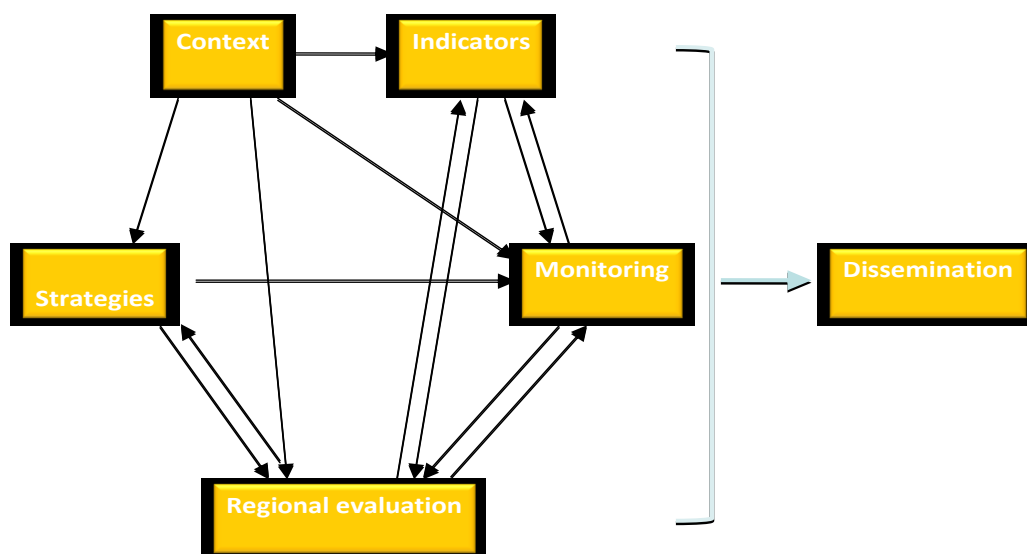 Context
Indicators
Strategies
Monitoring
Dissemination
Regional evaluation